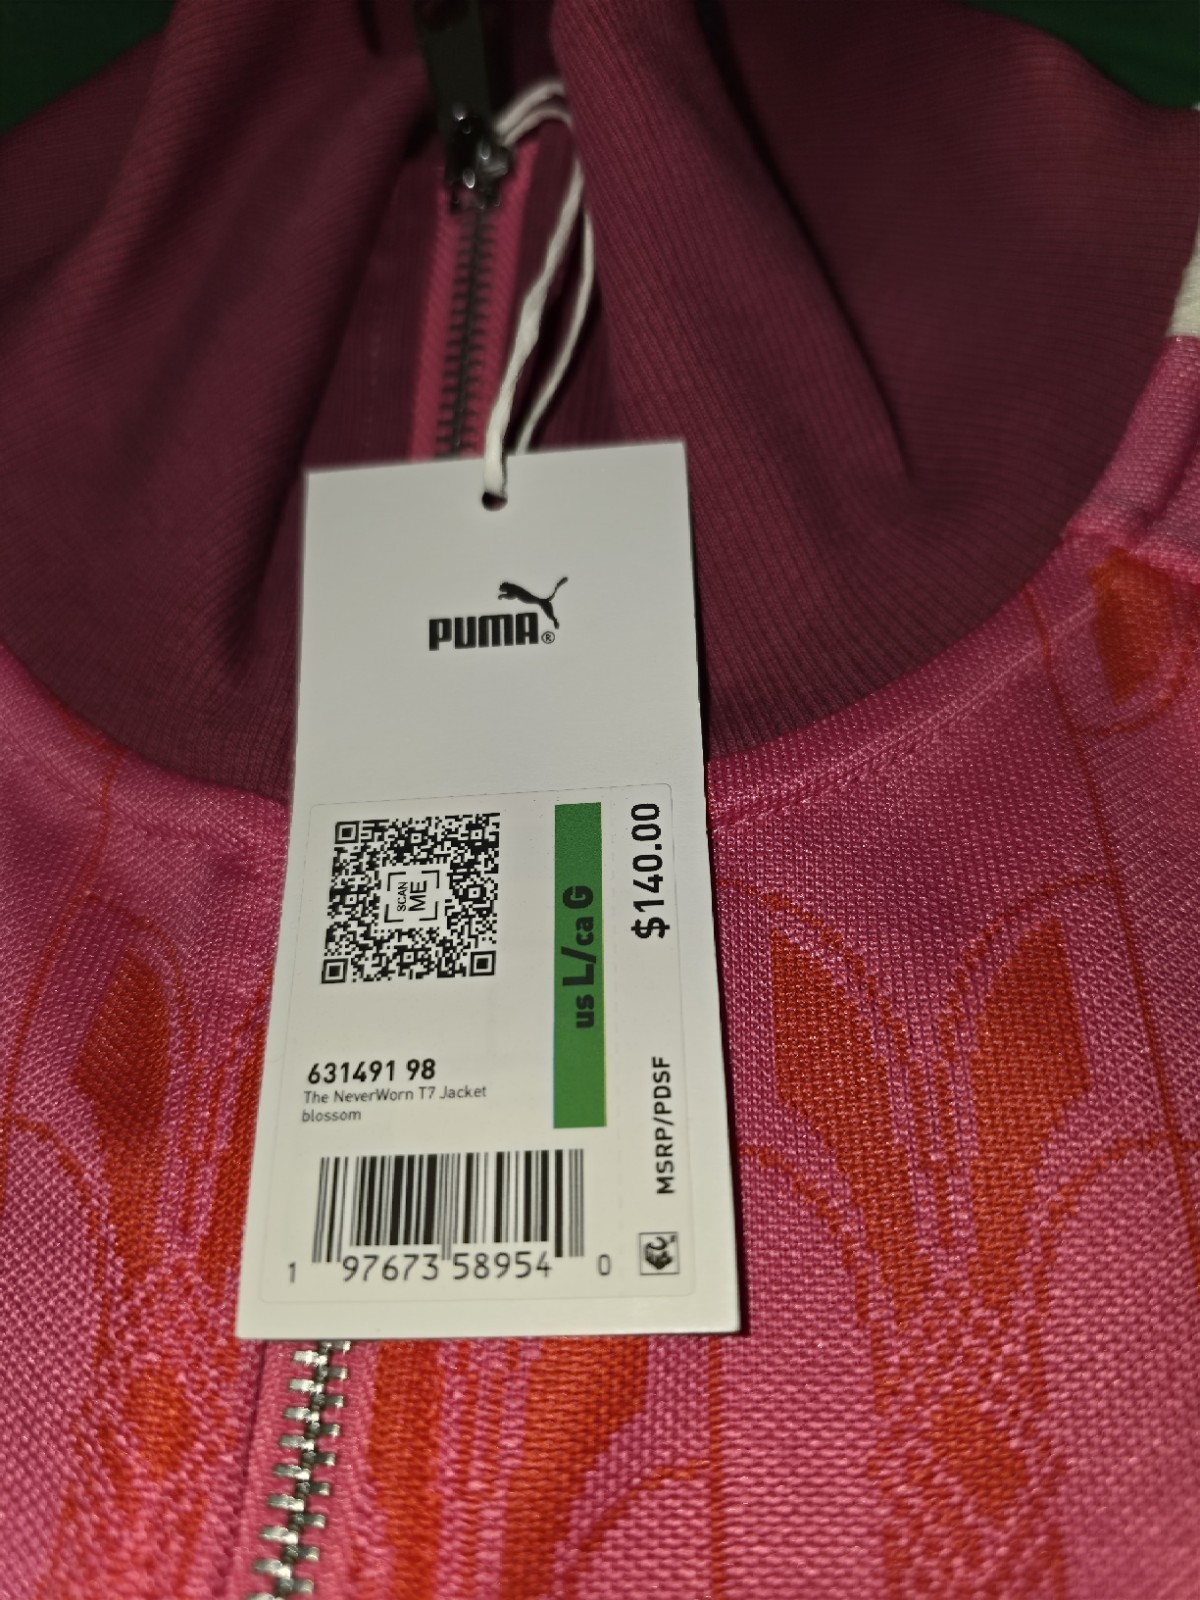 PUMA®
SCAN
ME
us L/ca G
$140.00
MSRP/PDSF
631491 98
The NeverWorn T7 Jacket
blossom
1 97673 58954 0